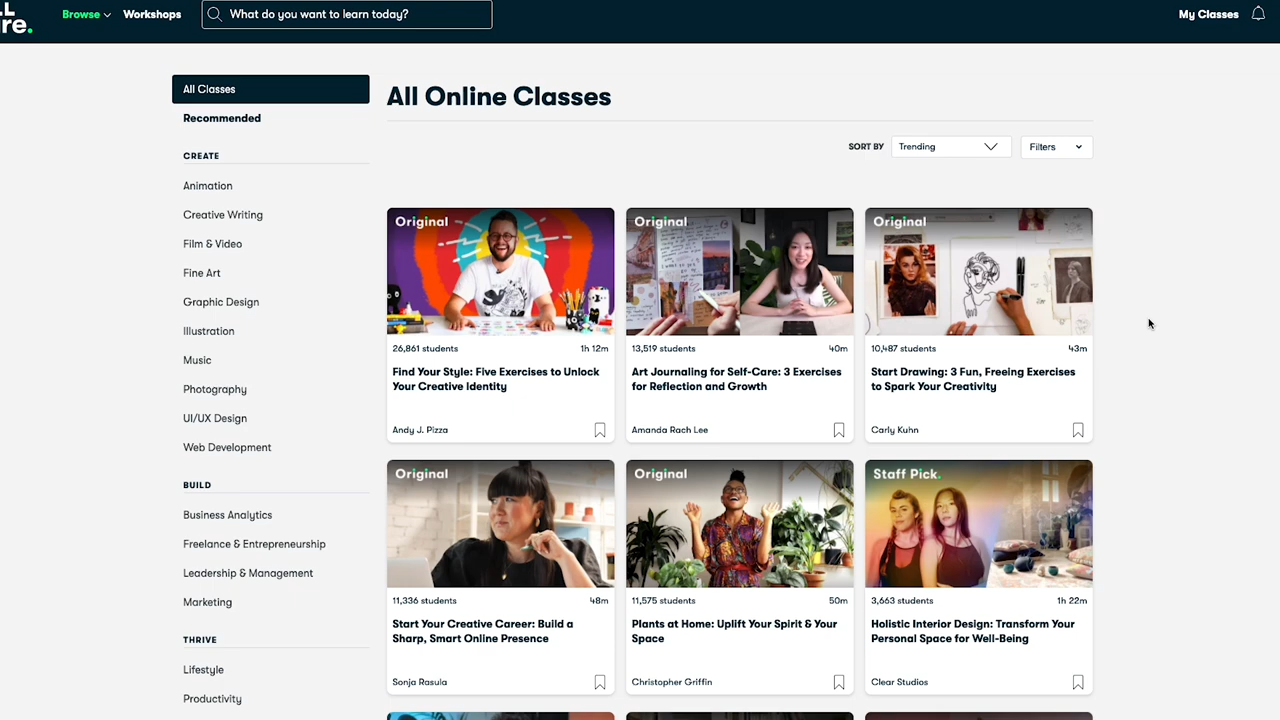 Browse
Workshops
What do you want to learn today?
My Classes
All Classes
Recommended
CREATE
Animation
Creative Writing
Film & Video
Fine Art
Graphic Design
Illustration
Music
Photography
UI/UX Design
Web Development
BUILD
Business Analytics
Freelance & Entrepreneurship
Leadership & Management
Marketing
THRIVE
Lifestyle
Productivity
All Online Classes
SORT BY
Trending
Filters
Original
26,861 students
1h 12m
Find Your Style: Five Exercises to Unlock
Your Creative Identity
Andy J. Pizza
Original
13,519 students
40m
Art Journaling for Self-Care: 3 Exercises
for Reflection and Growth
Amanda Rach Lee
Original
10,487 students
43m
Start Drawing: 3 Fun, Freeing Exercises
to Spark Your Creativity
Carly Kuhn
Original
11,336 students
48m
Start Your Creative Career: Build a
Sharp, Smart Online Presence
Sonja Rasula
Original
11,575 students
50m
Plants at Home: Uplift Your Spirit & Your
Space
Christopher Griffin
Staff Pick.
3,663 students
1h 22m
Holistic Interior Design: Transform Your
Personal Space for Well-Being
Clear Studios